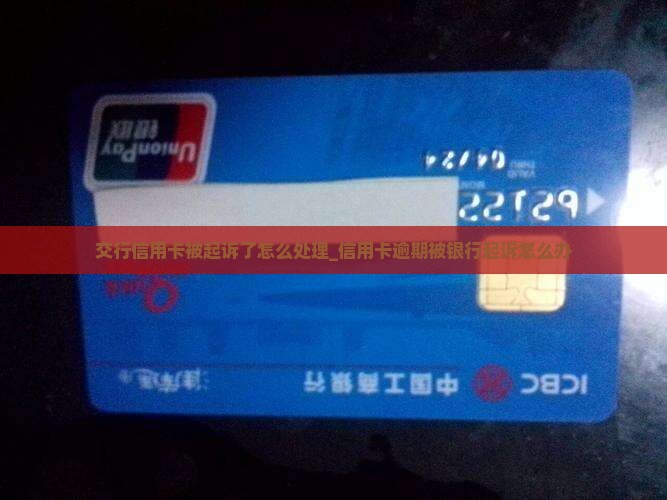 交行信用卡被起诉了怎么处理_信用卡逾期被银行起诉怎么办
ICBC 中国工商银行
04/24
VALID
THRU
UnionPay
银联